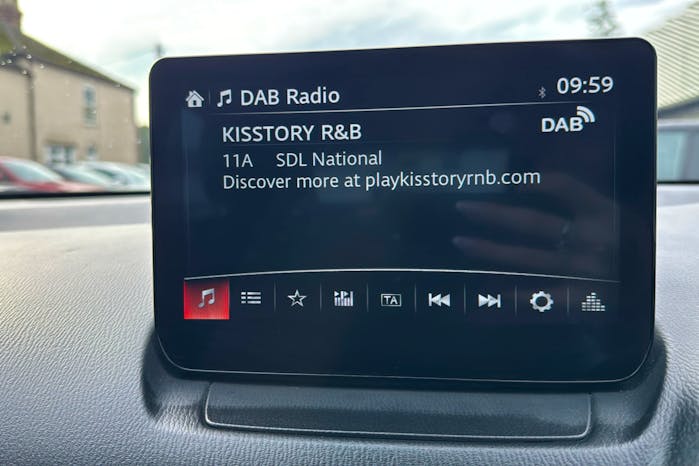 DAB Radio
09:59
KISSTORY R&B
DAB
11A SDL National
Discover more at playkisstoryrnb.com
TA